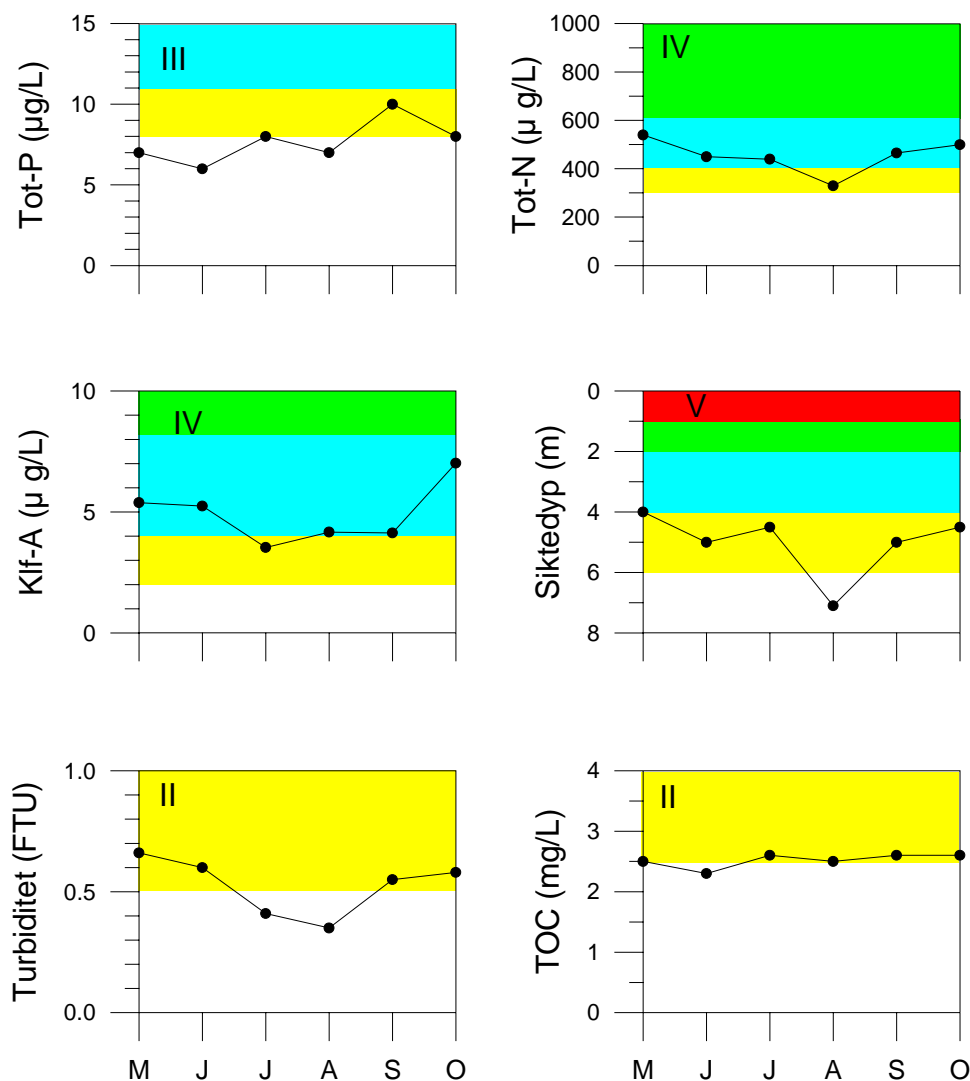 15
10
5
0
Tot-P (µg/L)
III
M J J A S O
1000
800
600
400
200
0
Tot-N (µ g/L)
IV
10
5
0
Klf-A (µ g/L)
IV
0
2
4
6
8
Siktedyp (m)
V
1.0
0.5
0.0
Turbiditet (FTU)
II
M J J A S O
4
3
2
1
0
TOC (mg/L)
II
M J J A S O